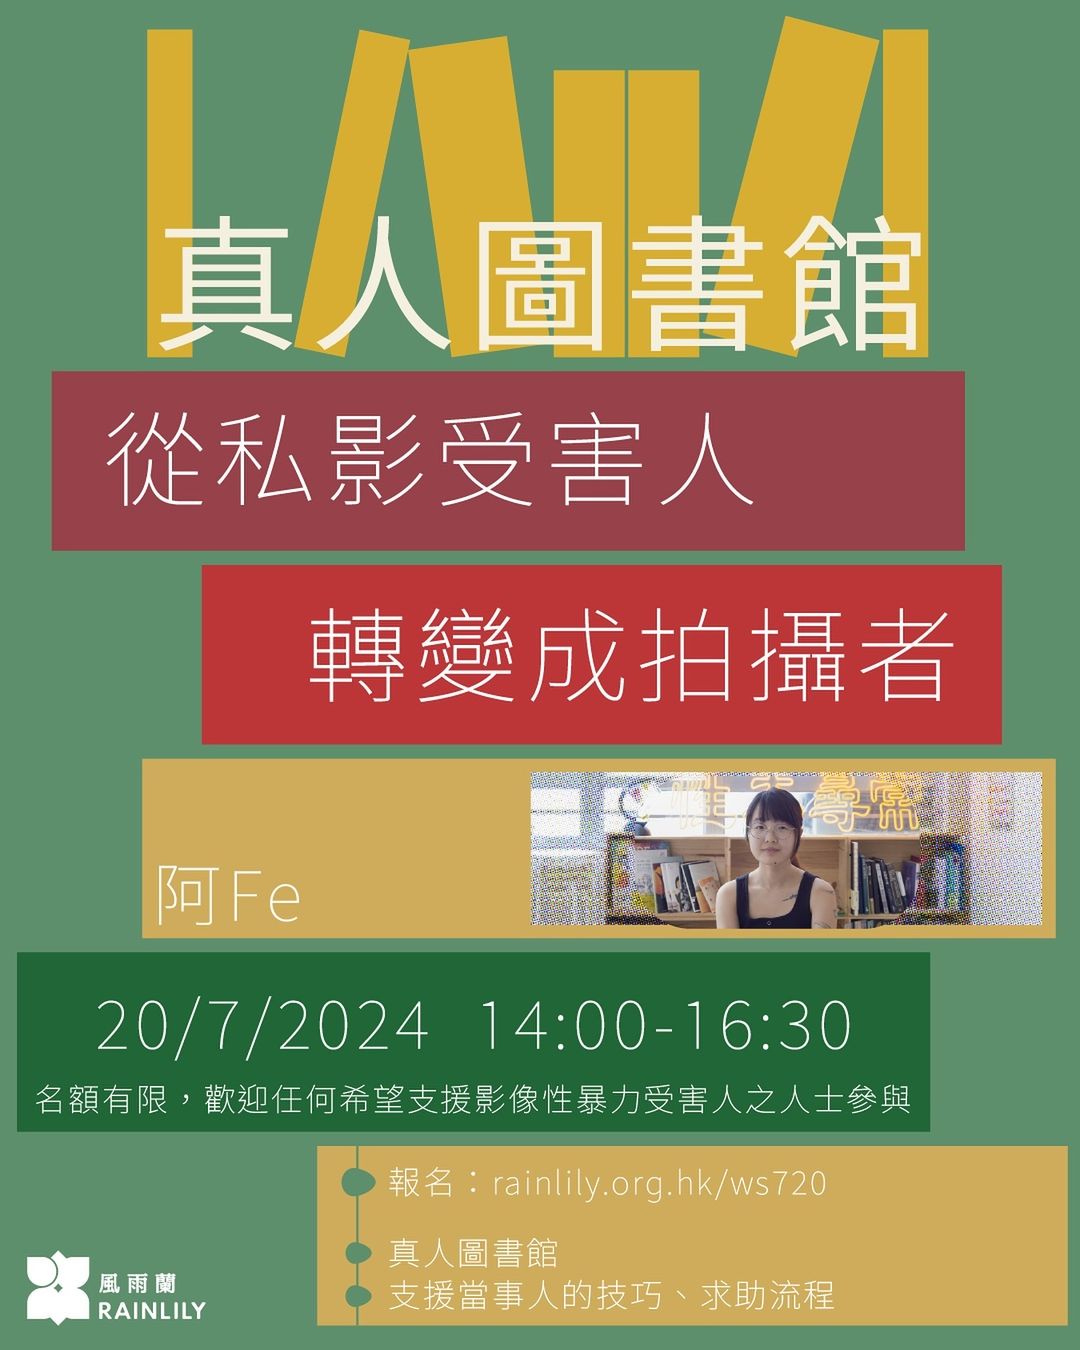 真人圖書館
從私影受害人
轉變成拍攝者
阿Fe
20/7/2024 14:00-16:30
名額有限，歡迎任何希望支援影像性暴力受害人之人士參與
報名：rainlily.org.hk/ws720
真人圖書館
支援當事人的技巧、求助流程
風雨蘭
RAINLILY